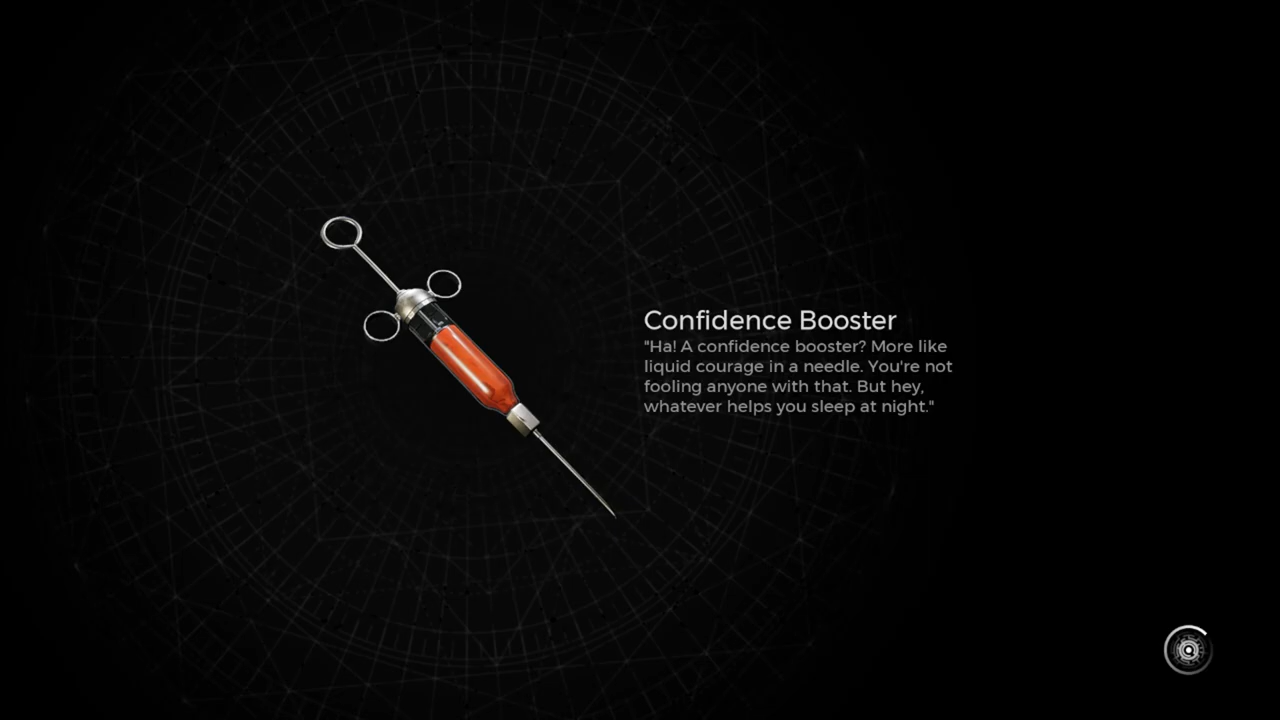 Confidence Booster
"Ha! A confidence booster? More like
liquid courage in a needle. You're not
fooling anyone with that. But hey,
whatever helps you sleep at night."